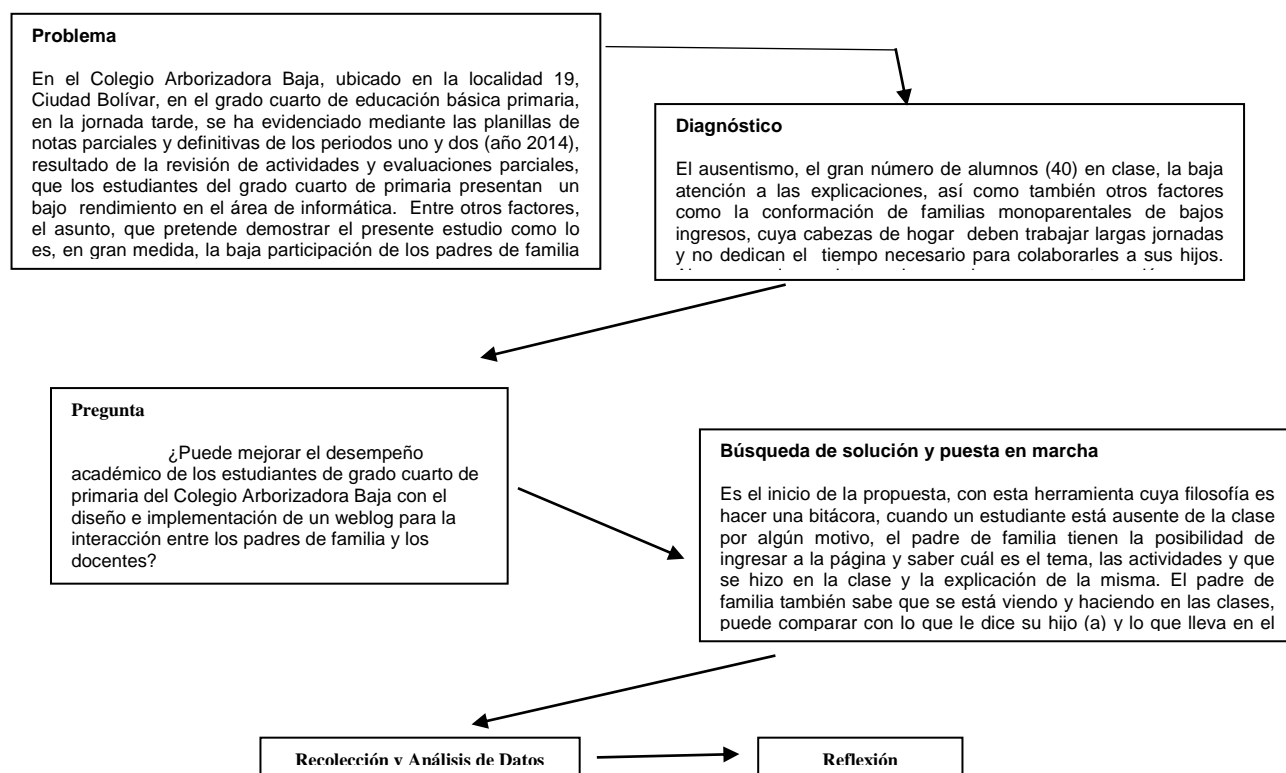 Problema
En el Colegio Arborizadora Baja, ubicado en la localidad 19,
Ciudad Bolívar, en el grado cuarto de educación básica primaria,
en la jornada tarde, se ha evidenciado mediante las planillas de
notas parciales y definitivas de los periodos uno y dos (año 2014),
resultado de la revisión de actividades y evaluaciones parciales,
que los estudiantes del grado cuarto de primaria presentan un
bajo rendimiento en el área de informática. Entre otros factores,
el asunto, que pretende demostrar el presente estudio como lo
es, en gran medida, la baja participación de los padres de familia
Diagnóstico
El ausentismo, el gran número de alumnos (40) en clase, la baja
atención a las explicaciones, así como también otros factores
como la conformación de familias monoparentales de bajos
ingresos, cuya cabezas de hogar deben trabajar largas jornadas
y no dedican el tiempo necesario para colaborarles a sus hijos.
Pregunta
¿Puede mejorar el desempeño
académico de los estudiantes de grado cuarto de
primaria del Colegio Arborizadora Baja con el
diseño e implementación de un weblog para la
interacción entre los padres de familia y los
docentes?
Búsqueda de solución y puesta en marcha
Es el inicio de la propuesta, con esta herramienta cuya filosofía es
hacer una bitácora, cuando un estudiante está ausente de la clase
por algún motivo, el padre de familia tienen la posibilidad de
ingresar a la página y saber cuál es el tema, las actividades y que
se hizo en la clase y la explicación de la misma. El padre de
familia también sabe que se está viendo y haciendo en las clases,
puede comparar con lo que le dice su hijo (a) y lo que lleva en el
Recolección y Análisis de Datos
Reflexión